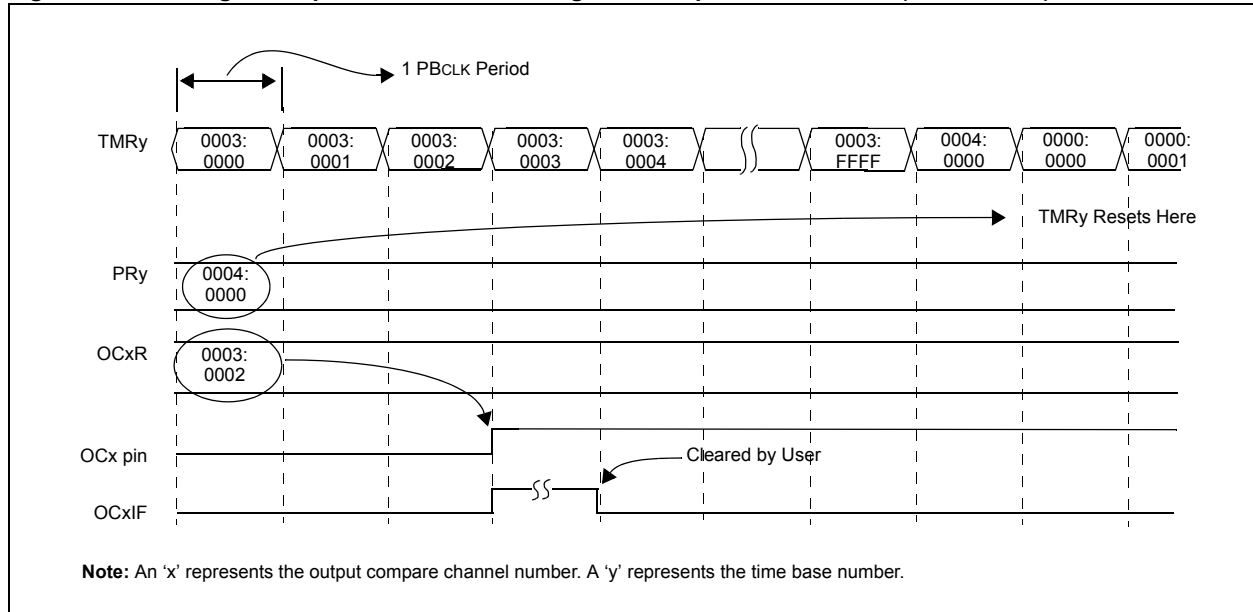 1 PBCLK Period
TMRy
0003: 0003: 0003: 0003: 0003: 0003: 0004: 0000: 0000:
0000 0001 0002 0003 0004 FFFF 0000 0000 0001
TMRy Resets Here
PRy
0004:
0000
OCxR
0003:
0002
OCx pin
Cleared by User
OCxIF
Note: An ‘x’ represents the output compare channel number. A ‘y’ represents the time base number.